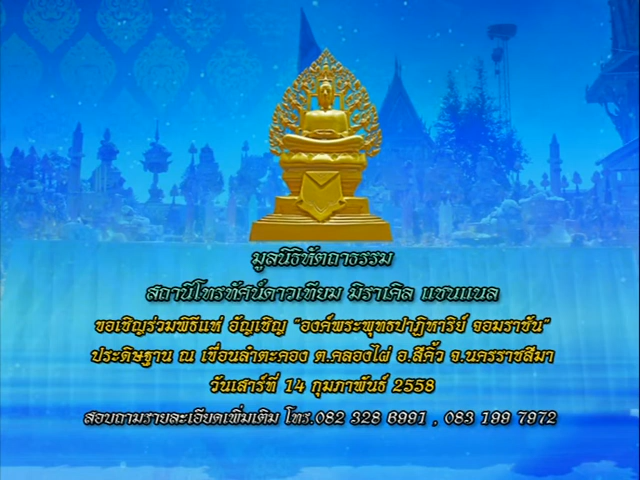 มูลนิธิหัตถาธรรม
สถานีโทรทัศน์ดาวเทียม มิราเคิล แชนแนล
ขอเชิญร่วมพิธีแห่ อัญเชิญ "องค์พระพุทธปาฏิหาริย์ จอมราชัน"
ประดิษฐาน ณ เขื่อนลำตะคอง ต.คลองไผ่ อ.สีคิ้ว จ.นครราชสีมา
วันเสาร์ที่ 14 กุมภาพันธ์ 2558
สอบถามรายละเอียดเพิ่มเติม โทร.082 328 6991 , 083 199 7972